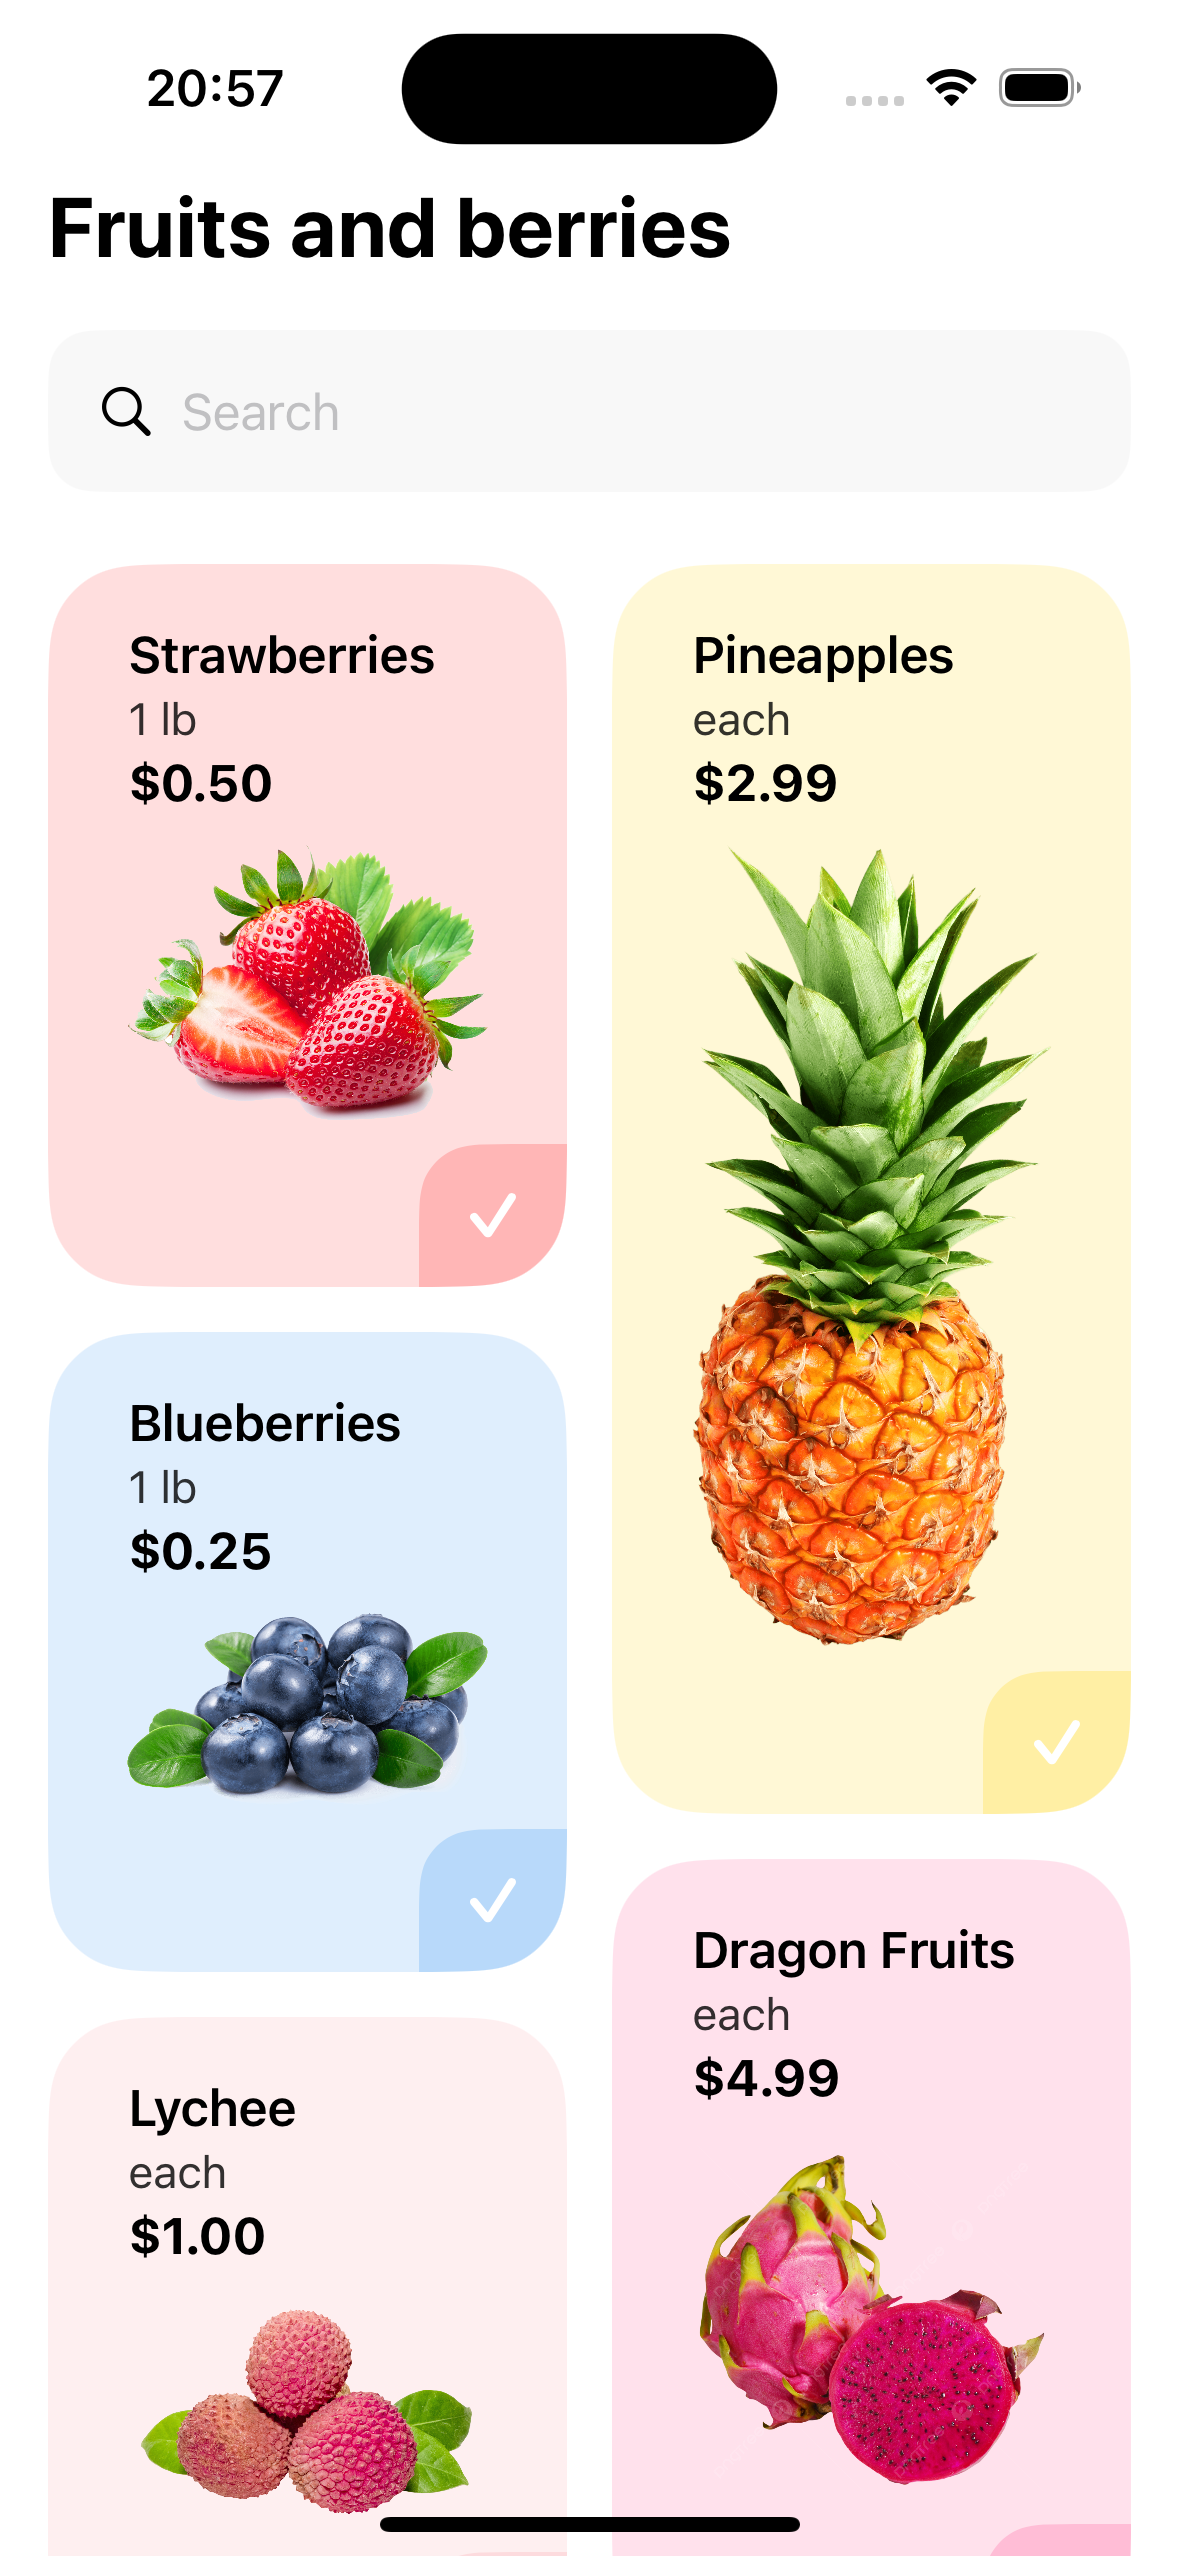 20:57
Fruits and berries
Search
Strawberries
1 lb
$0.50
Pineapples
each
$2.99
Blueberries
1 lb
$0.25
Dragon Fruits
each
$4.99
Lychee
each
$1.00